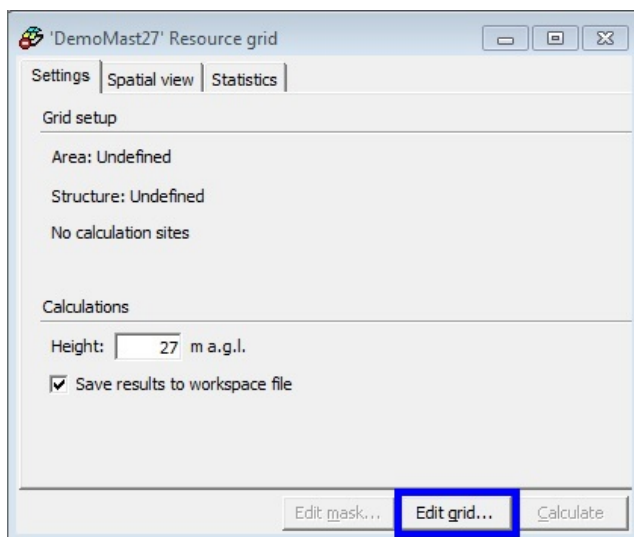 'DemoMast27' Resource grid
Settings Spatial view Statistics
Grid setup
Area: Undefined
Structure: Undefined
No calculation sites
Calculations
Height: 27 m a.g.l.
Save results to workspace file
Edit mask... Edit grid... Calculate